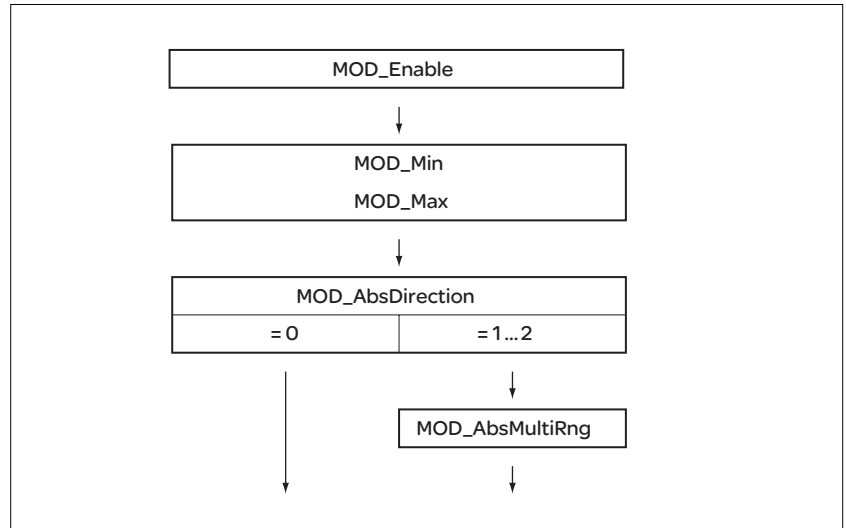 MOD_Enable
MOD_Min
MOD_Max
MOD_AbsDirection
= 0
= 1...2
MOD_AbsMultiRng